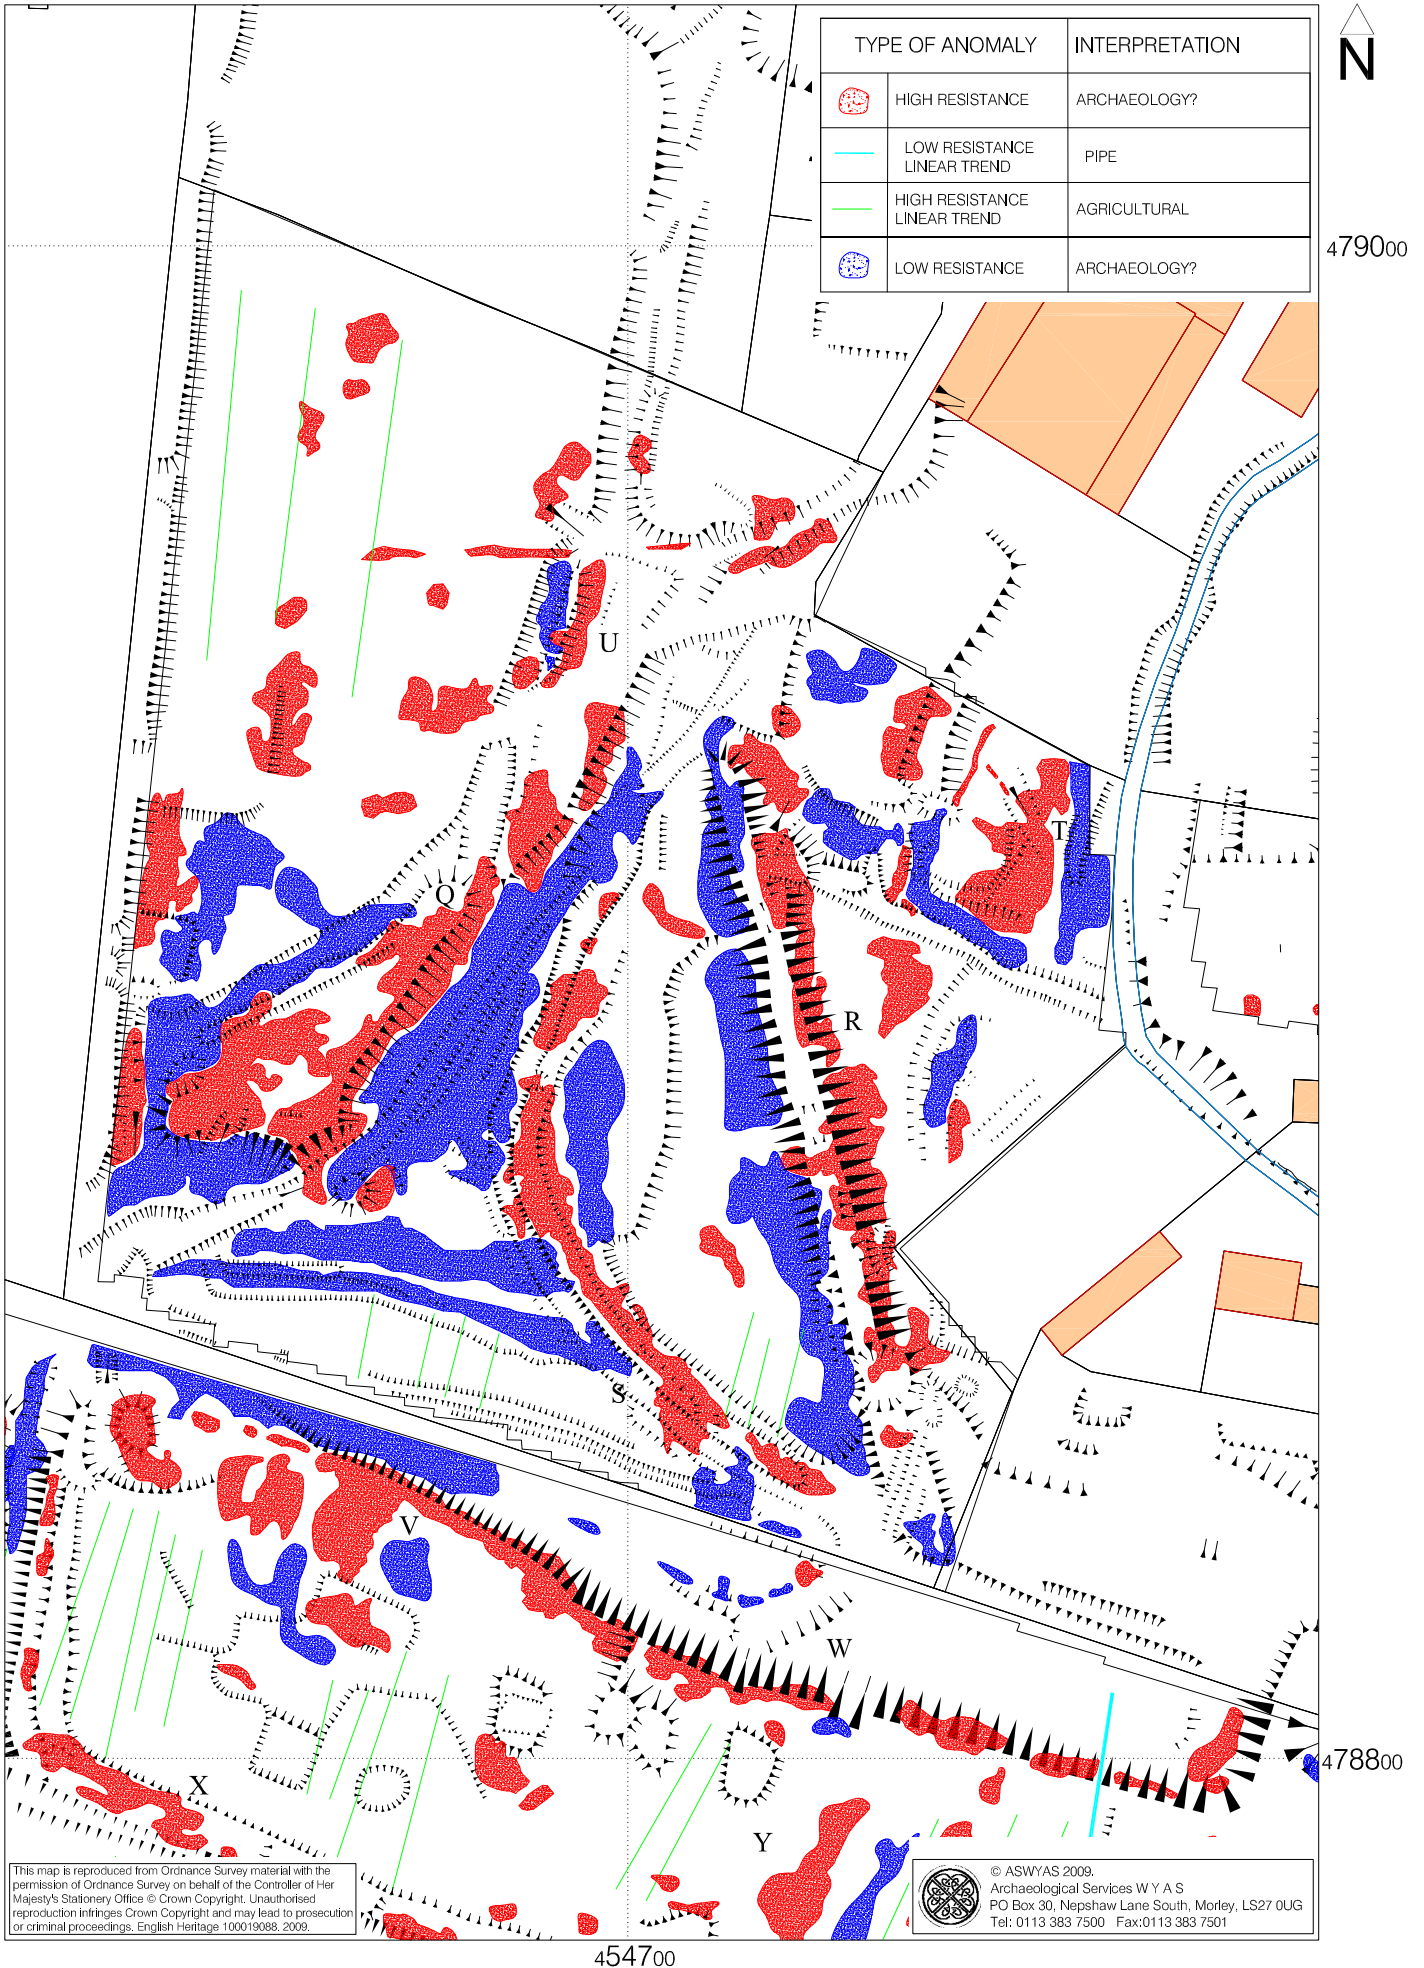 TYPE OF ANOMALY INTERPRETATION
HIGH RESISTANCE ARCHAEOLOGY?
LOW RESISTANCE
LINEAR TREND
PIPE
HIGH RESISTANCE
LINEAR TREND
AGRICULTURAL
LOW RESISTANCE ARCHAEOLOGY?
N
479000
U
T
Q
R
S
V
W
X
Y
478800
This map is reproduced from Ordnance Survey material with the
permission of Ordnance Survey on behalf of the Controller of Her
Majesty's Stationery Office © Crown Copyright. Unauthorised
reproduction infringes Crown Copyright and may lead to prosecution
or criminal proceedings. English Heritage 100019088. 2009.
© ASWYAS 2009.
Archaeological Services W Y A S
PO Box 30, Nepshaw Lane South, Morley, LS27 0UG
Tel: 0113 383 7500 Fax:0113 383 7501
454700